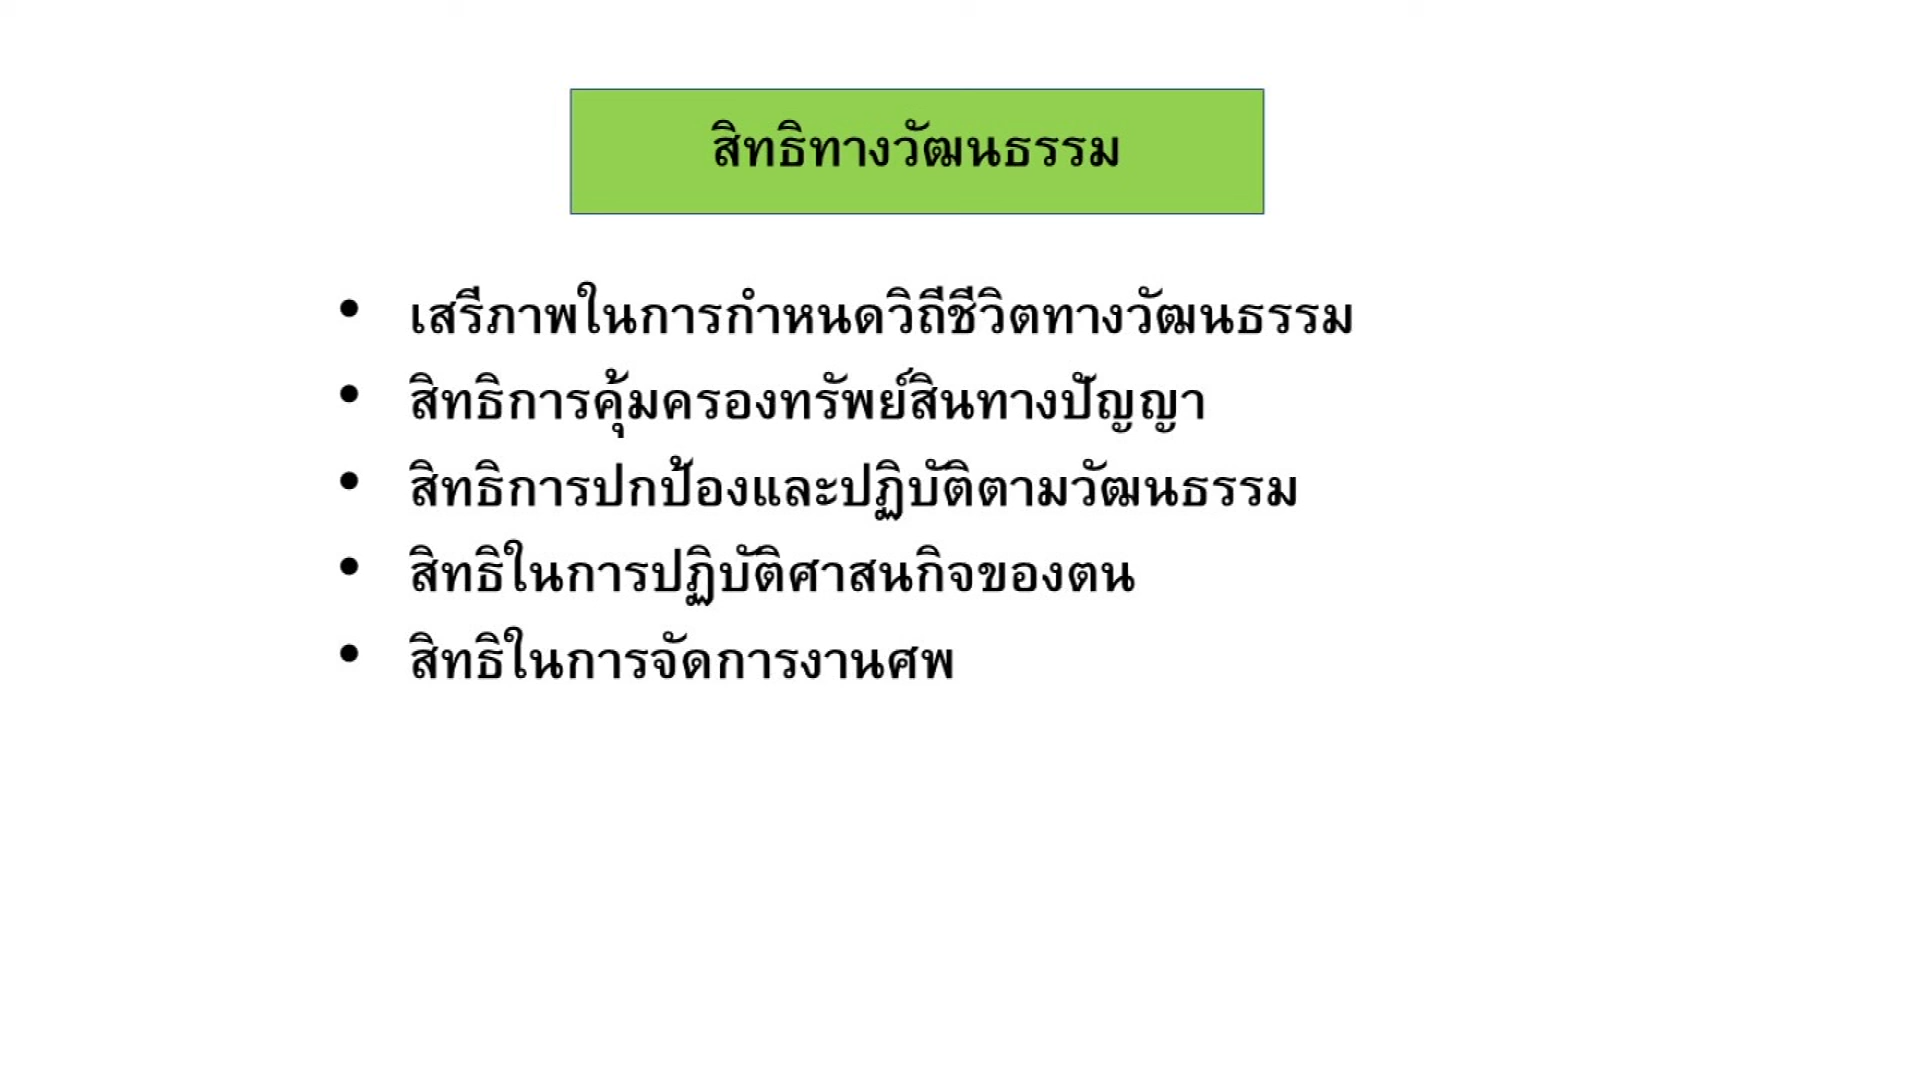 สิทธิทางวัฒนธรรม
• เสรีภาพในการกำหนดวิถีชีวิตทางวัฒนธรรม
• สิทธิการคุ้มครองทรัพย์สินทางปัญญา
• สิทธิการปกป้องและปฏิบัติตามวัฒนธรรม
• สิทธิในการปฏิบัติศาสนกิจของตน
• สิทธิในการจัดการงานศพ